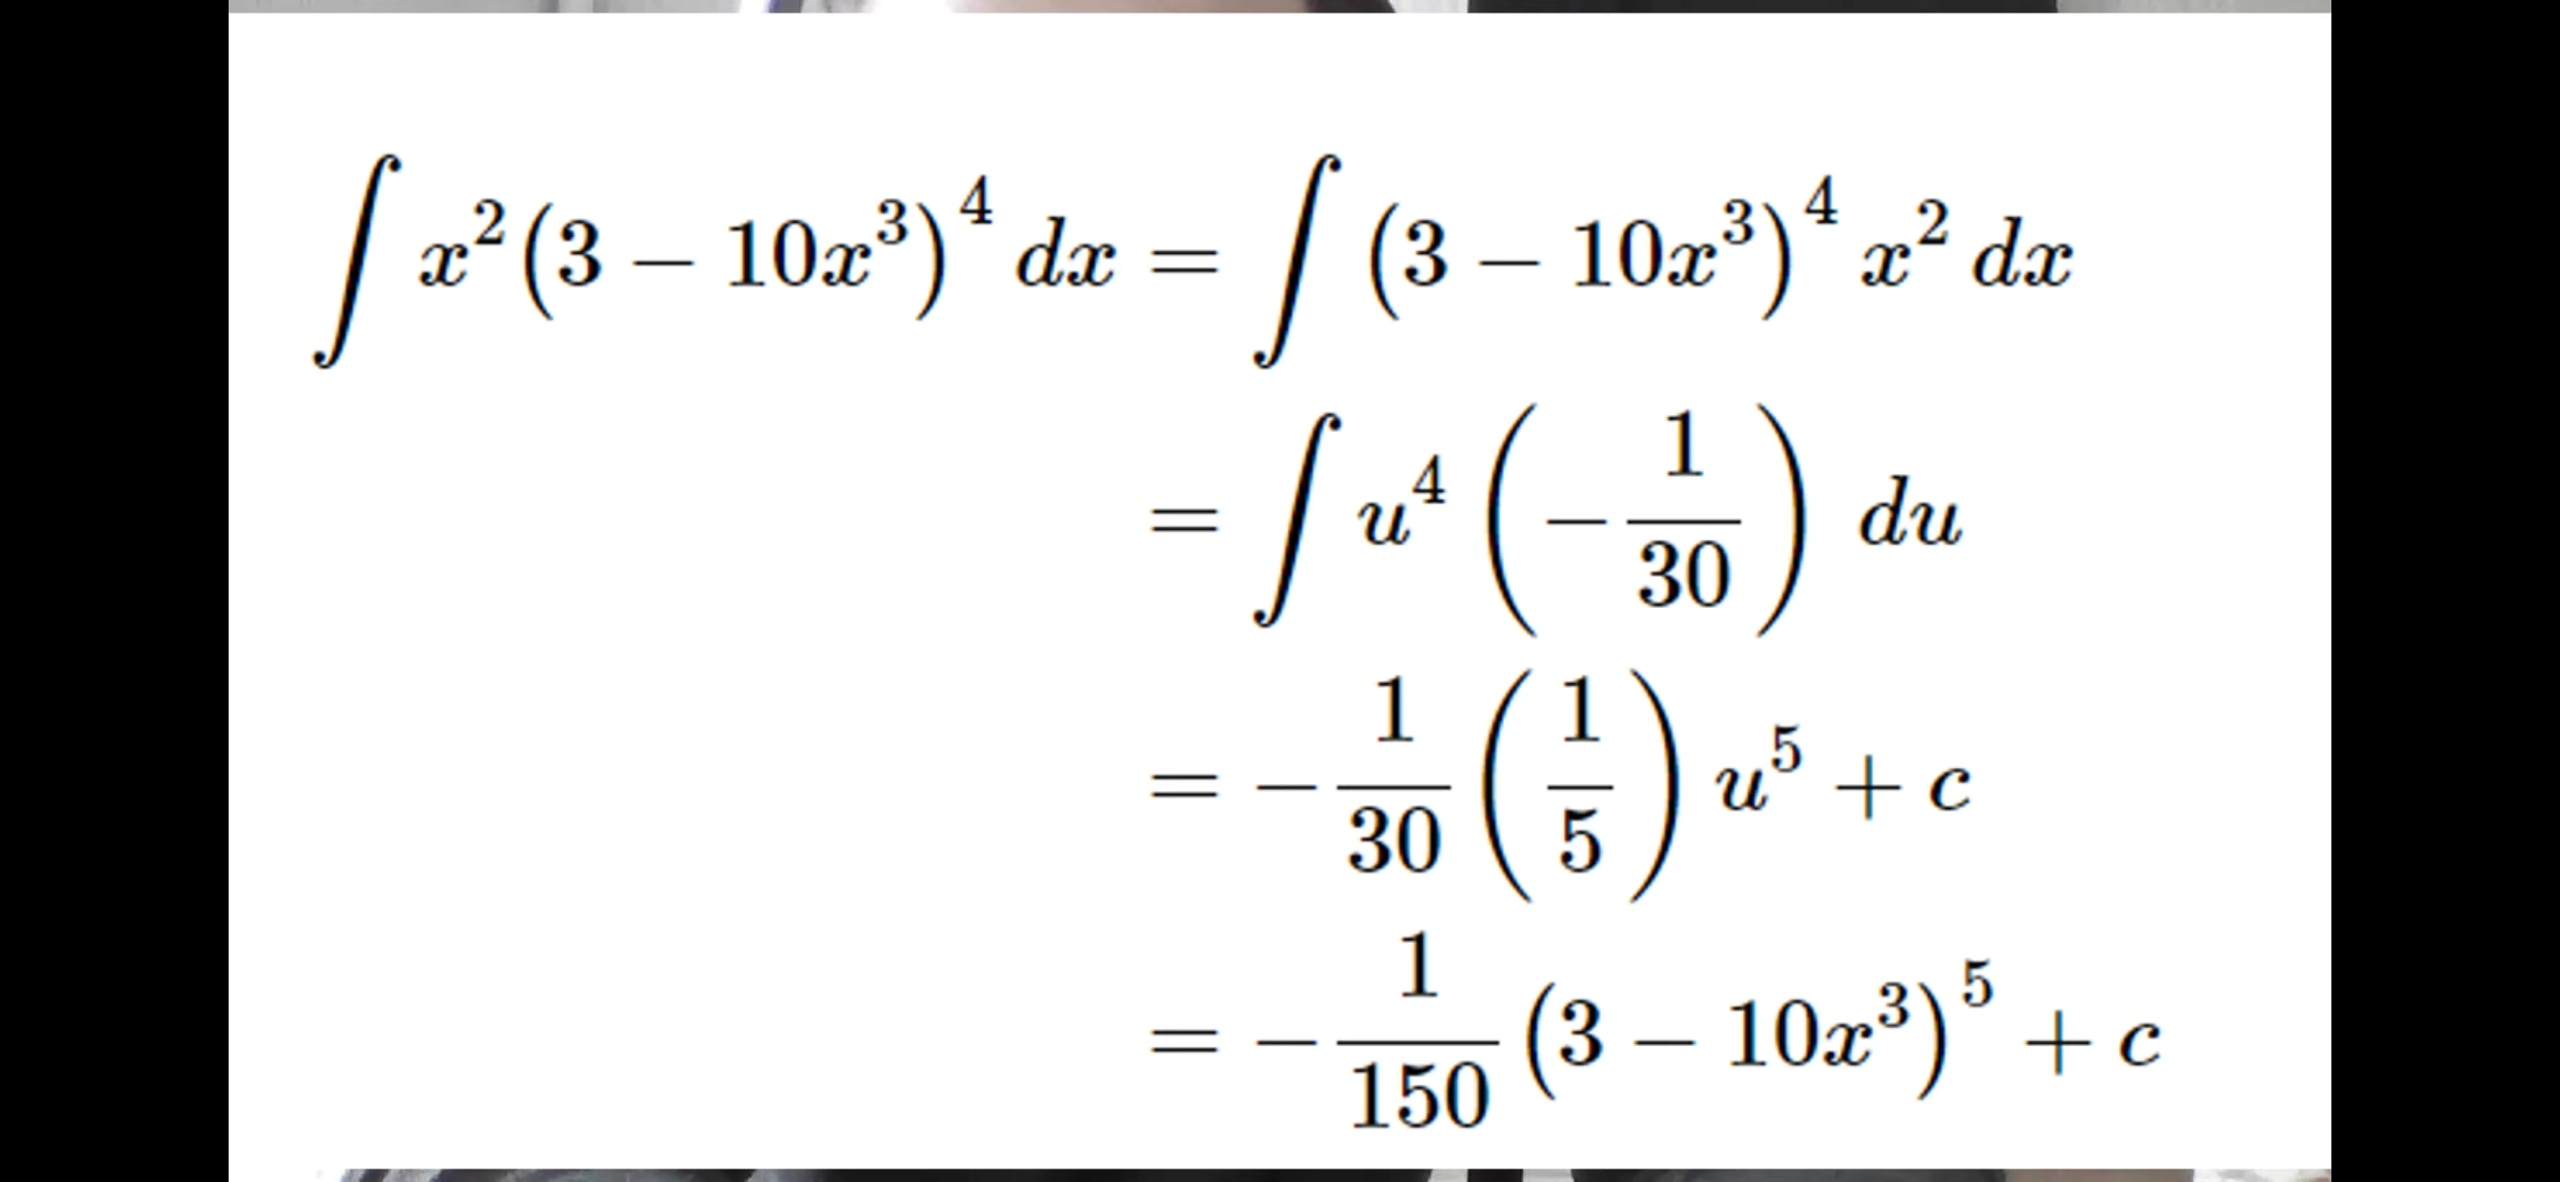 ∫ x²(3 − 10x³)⁴ dx = ∫ (3 − 10x³)⁴ x² dx
= ∫ u⁴ (−1/30) du
= −1/30 (1/5) u⁵ + c
= −1/150 (3 − 10x³)⁵ + c